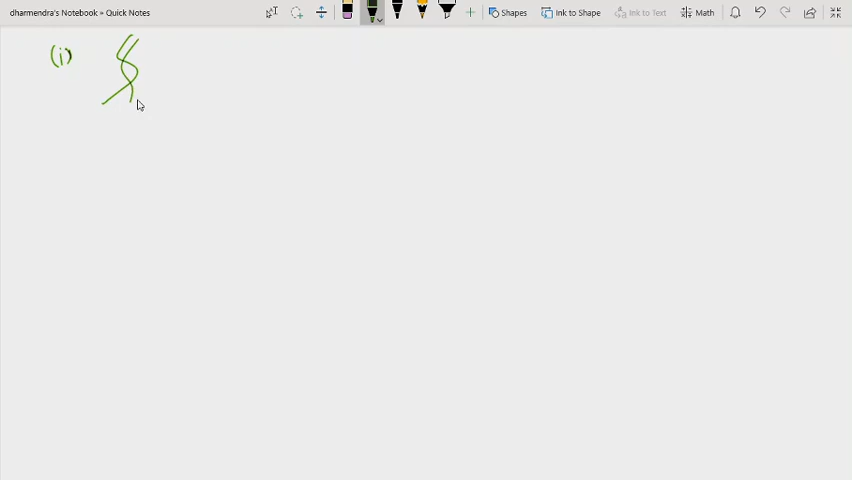 dharmendra's Notebook » Quick Notes Shapes Ink to Shape Ink to Text Math
(i)